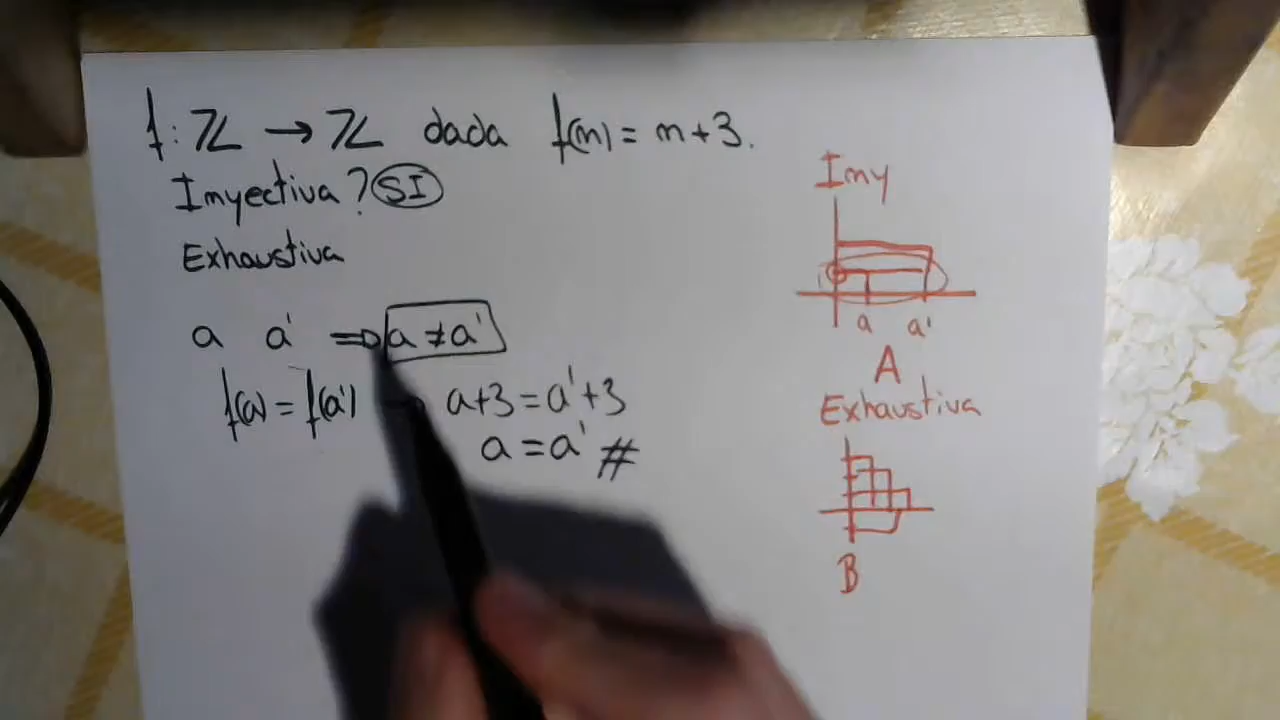 f: ℤ → ℤ dada f(n) = n+3.
Inyectiva? SI
Exhaustiva
a a' ⇒ a ≠ a'
f(a) = f(a') a+3 = a'+3
a = a' #
Iny
a a'
A
Exhaustiva
B